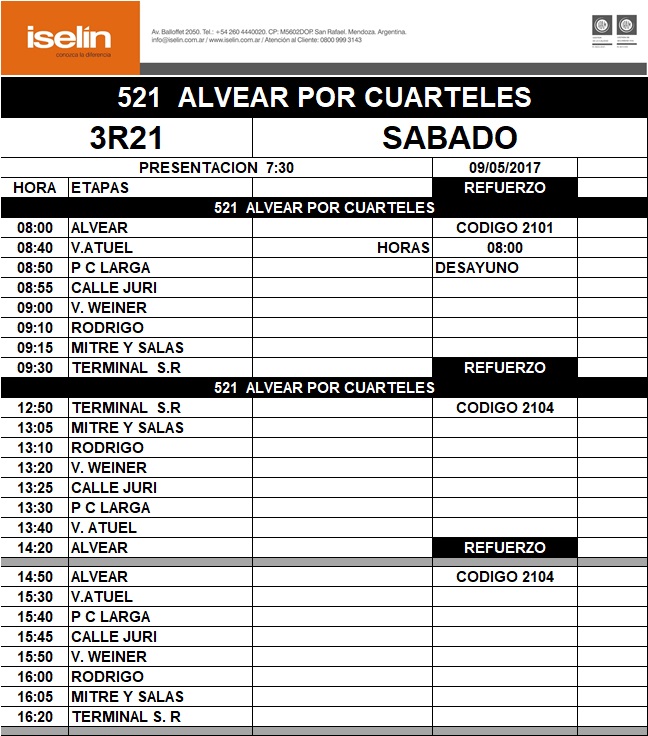 iselín
conozca la diferencia
Av. Balloffet 2050. Tel.: +54 260 4440020. CP: M5602DOP. San Rafael. Mendoza. Argentina.
info@iselin.com.ar / www.iselin.com.ar / Atención al Cliente: 0800 999 3143
521 ALVEAR POR CUARTELES
3R21 SABADO
PRESENTACION 7:30 09/05/2017
HORA ETAPAS REFUERZO
521 ALVEAR POR CUARTELES
08:00 ALVEAR CODIGO 2101
08:40 V.ATUEL HORAS 08:00
08:50 P C LARGA DESAYUNO
08:55 CALLE JURI
09:00 V. WEINER
09:10 RODRIGO
09:15 MITRE Y SALAS
09:30 TERMINAL S.R REFUERZO
521 ALVEAR POR CUARTELES
12:50 TERMINAL S.R CODIGO 2104
13:05 MITRE Y SALAS
13:10 RODRIGO
13:20 V. WEINER
13:25 CALLE JURI
13:30 P C LARGA
13:40 V. ATUEL
14:20 ALVEAR REFUERZO
14:50 ALVEAR CODIGO 2104
15:30 V.ATUEL
15:40 P C LARGA
15:45 CALLE JURI
15:50 V. WEINER
16:00 RODRIGO
16:05 MITRE Y SALAS
16:20 TERMINAL S. R